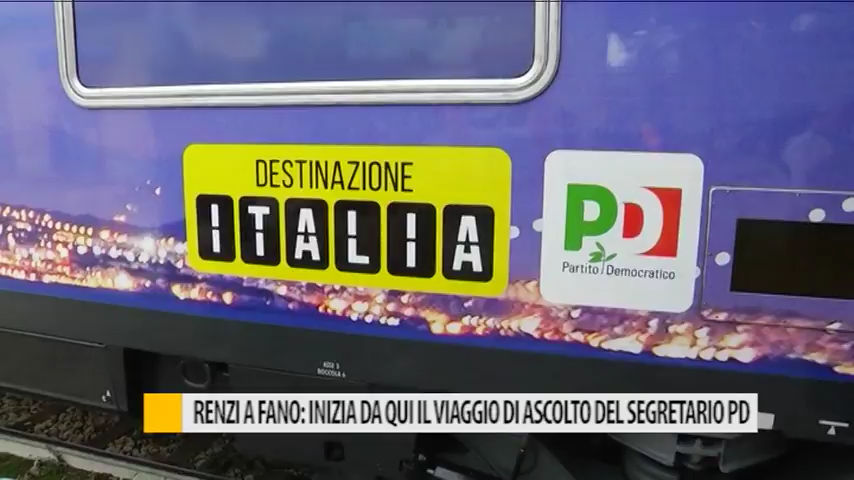 DESTINAZIONE
ITALIA
PD
Partito Democratico
RENZI A FANO: INIZIA DA QUI IL VIAGGIO DI ASCOLTO DEL SEGRETARIO PD